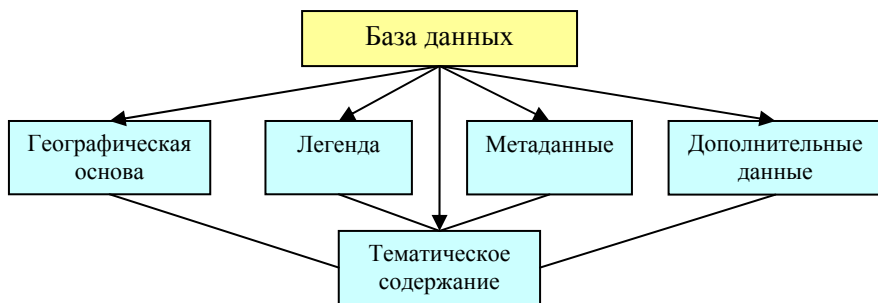 База данных
Географическая
основа
Легенда
Метаданные
Дополнительные
данные
Тематическое
содержание